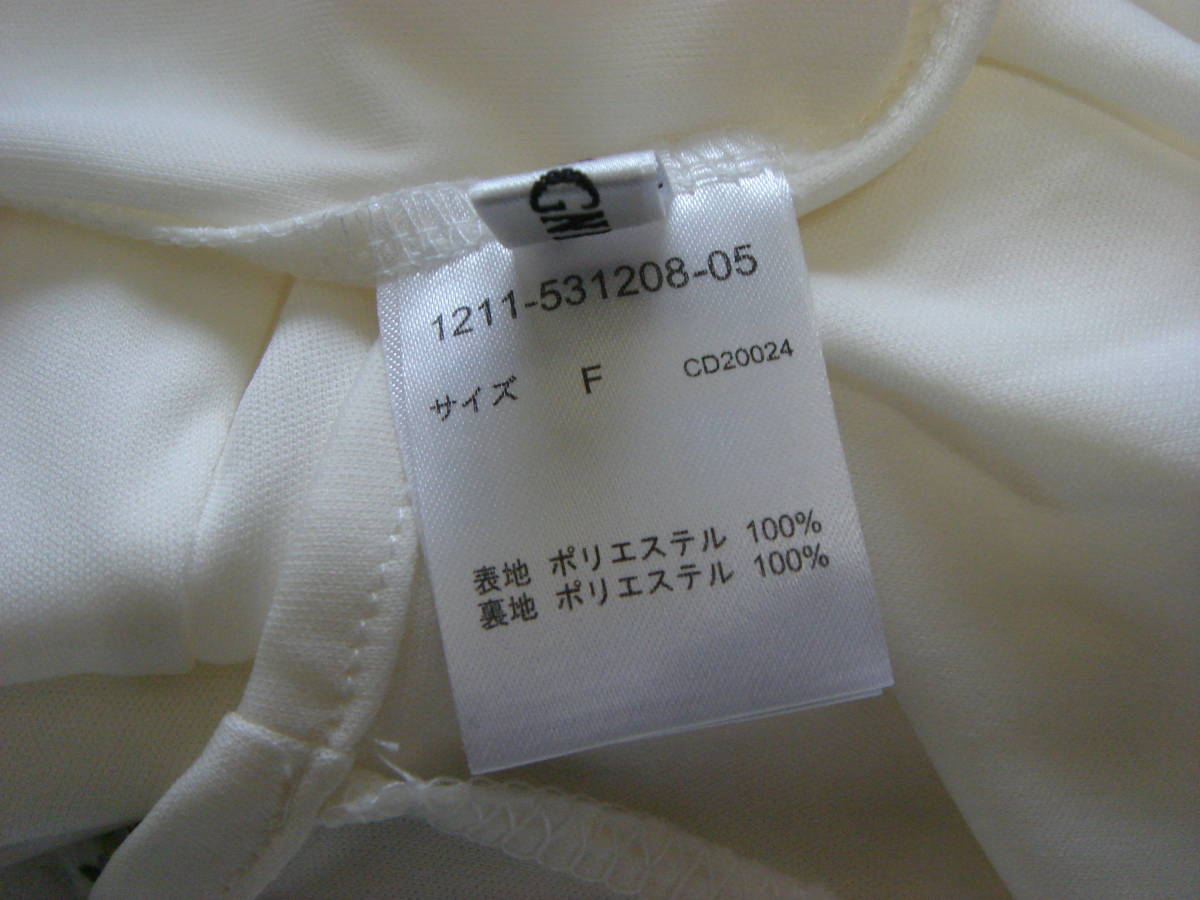 1211-531208-05
サイズ F CD20024
表地 ポリエステル 100%
裏地 ポリエステル 100%